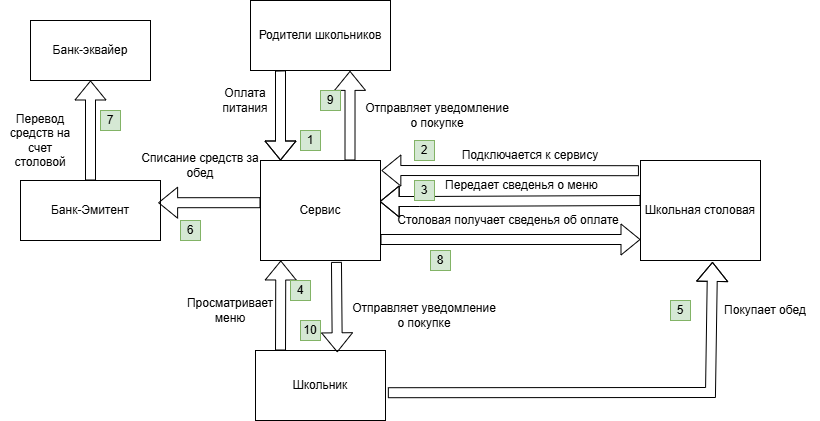 Родители школьников
Банк-эквайер
Оплата
питания
9
Отправляет уведомление
о покупке
Перевод
средств на
счет
столовой
7
1
2
Подключается к сервису
Списание средств за
обед
3
Передает сведенья о меню
Банк-Эмитент
Сервис
Школьная столовая
Столовая получает сведенья об оплате
6
8
4
Просматривает
меню
Отправляет уведомление
о покупке
10
5
Покупает обед
Школьник